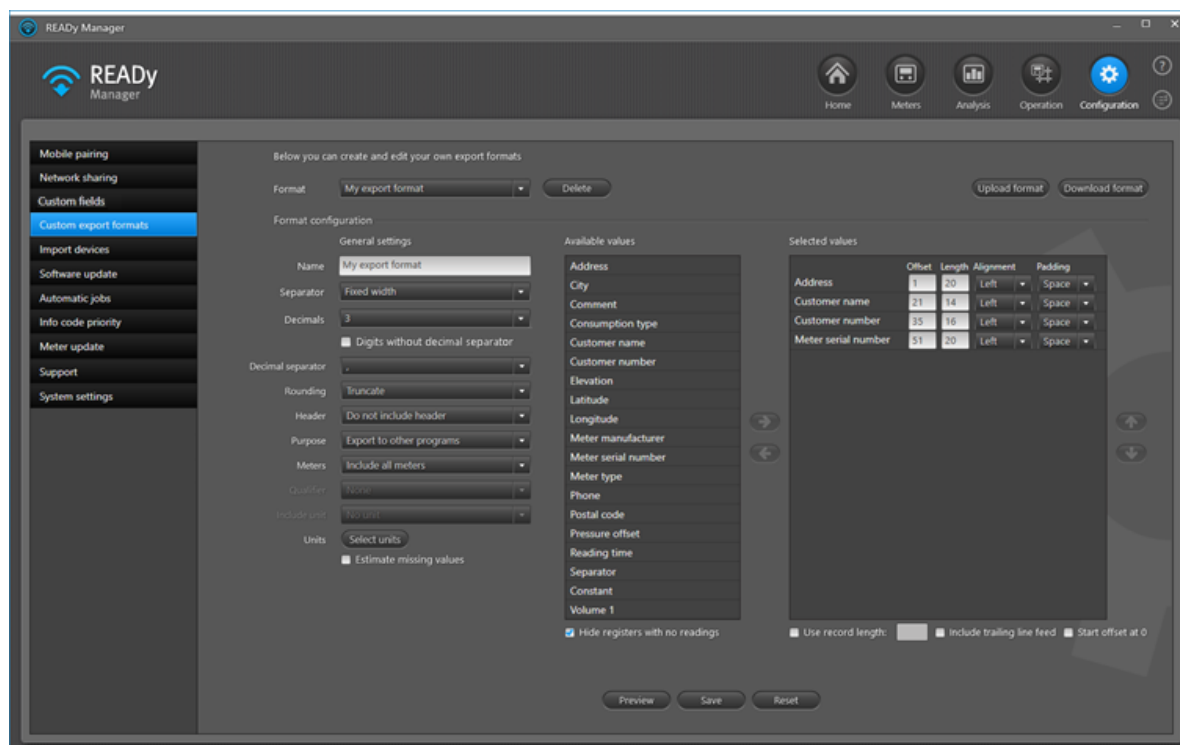 READy Manager
READy
Manager
Home Meters Analysis Operation Configuration
Mobile pairing
Network sharing
Custom fields
Custom export formats
Import devices
Software update
Automatic jobs
Info code priority
Meter update
Support
System settings
Below you can create and edit your own export formats
Format My export format Delete Upload format Download format
Format configuration
General settings
Name My export format
Separator Fixed width
Decimals 3
Digits without decimal separator
Decimal separator ,
Rounding Truncate
Header Do not include header
Purpose Export to other programs
Meters Include all meters
Qualifier None
Include unit No unit
Units Select units
Estimate missing values
Available values
Address
City
Comment
Consumption type
Customer name
Customer number
Elevation
Latitude
Longitude
Meter manufacturer
Meter serial number
Meter type
Phone
Postal code
Pressure offset
Reading time
Separator
Constant
Volume 1
Hide registers with no readings
Selected values
Offset Length Alignment Padding
Address 1 20 Left Space
Customer name 21 14 Left Space
Customer number 35 16 Left Space
Meter serial number 51 20 Left Space
Use record length: Include trailing line feed Start offset at 0
Preview Save Reset